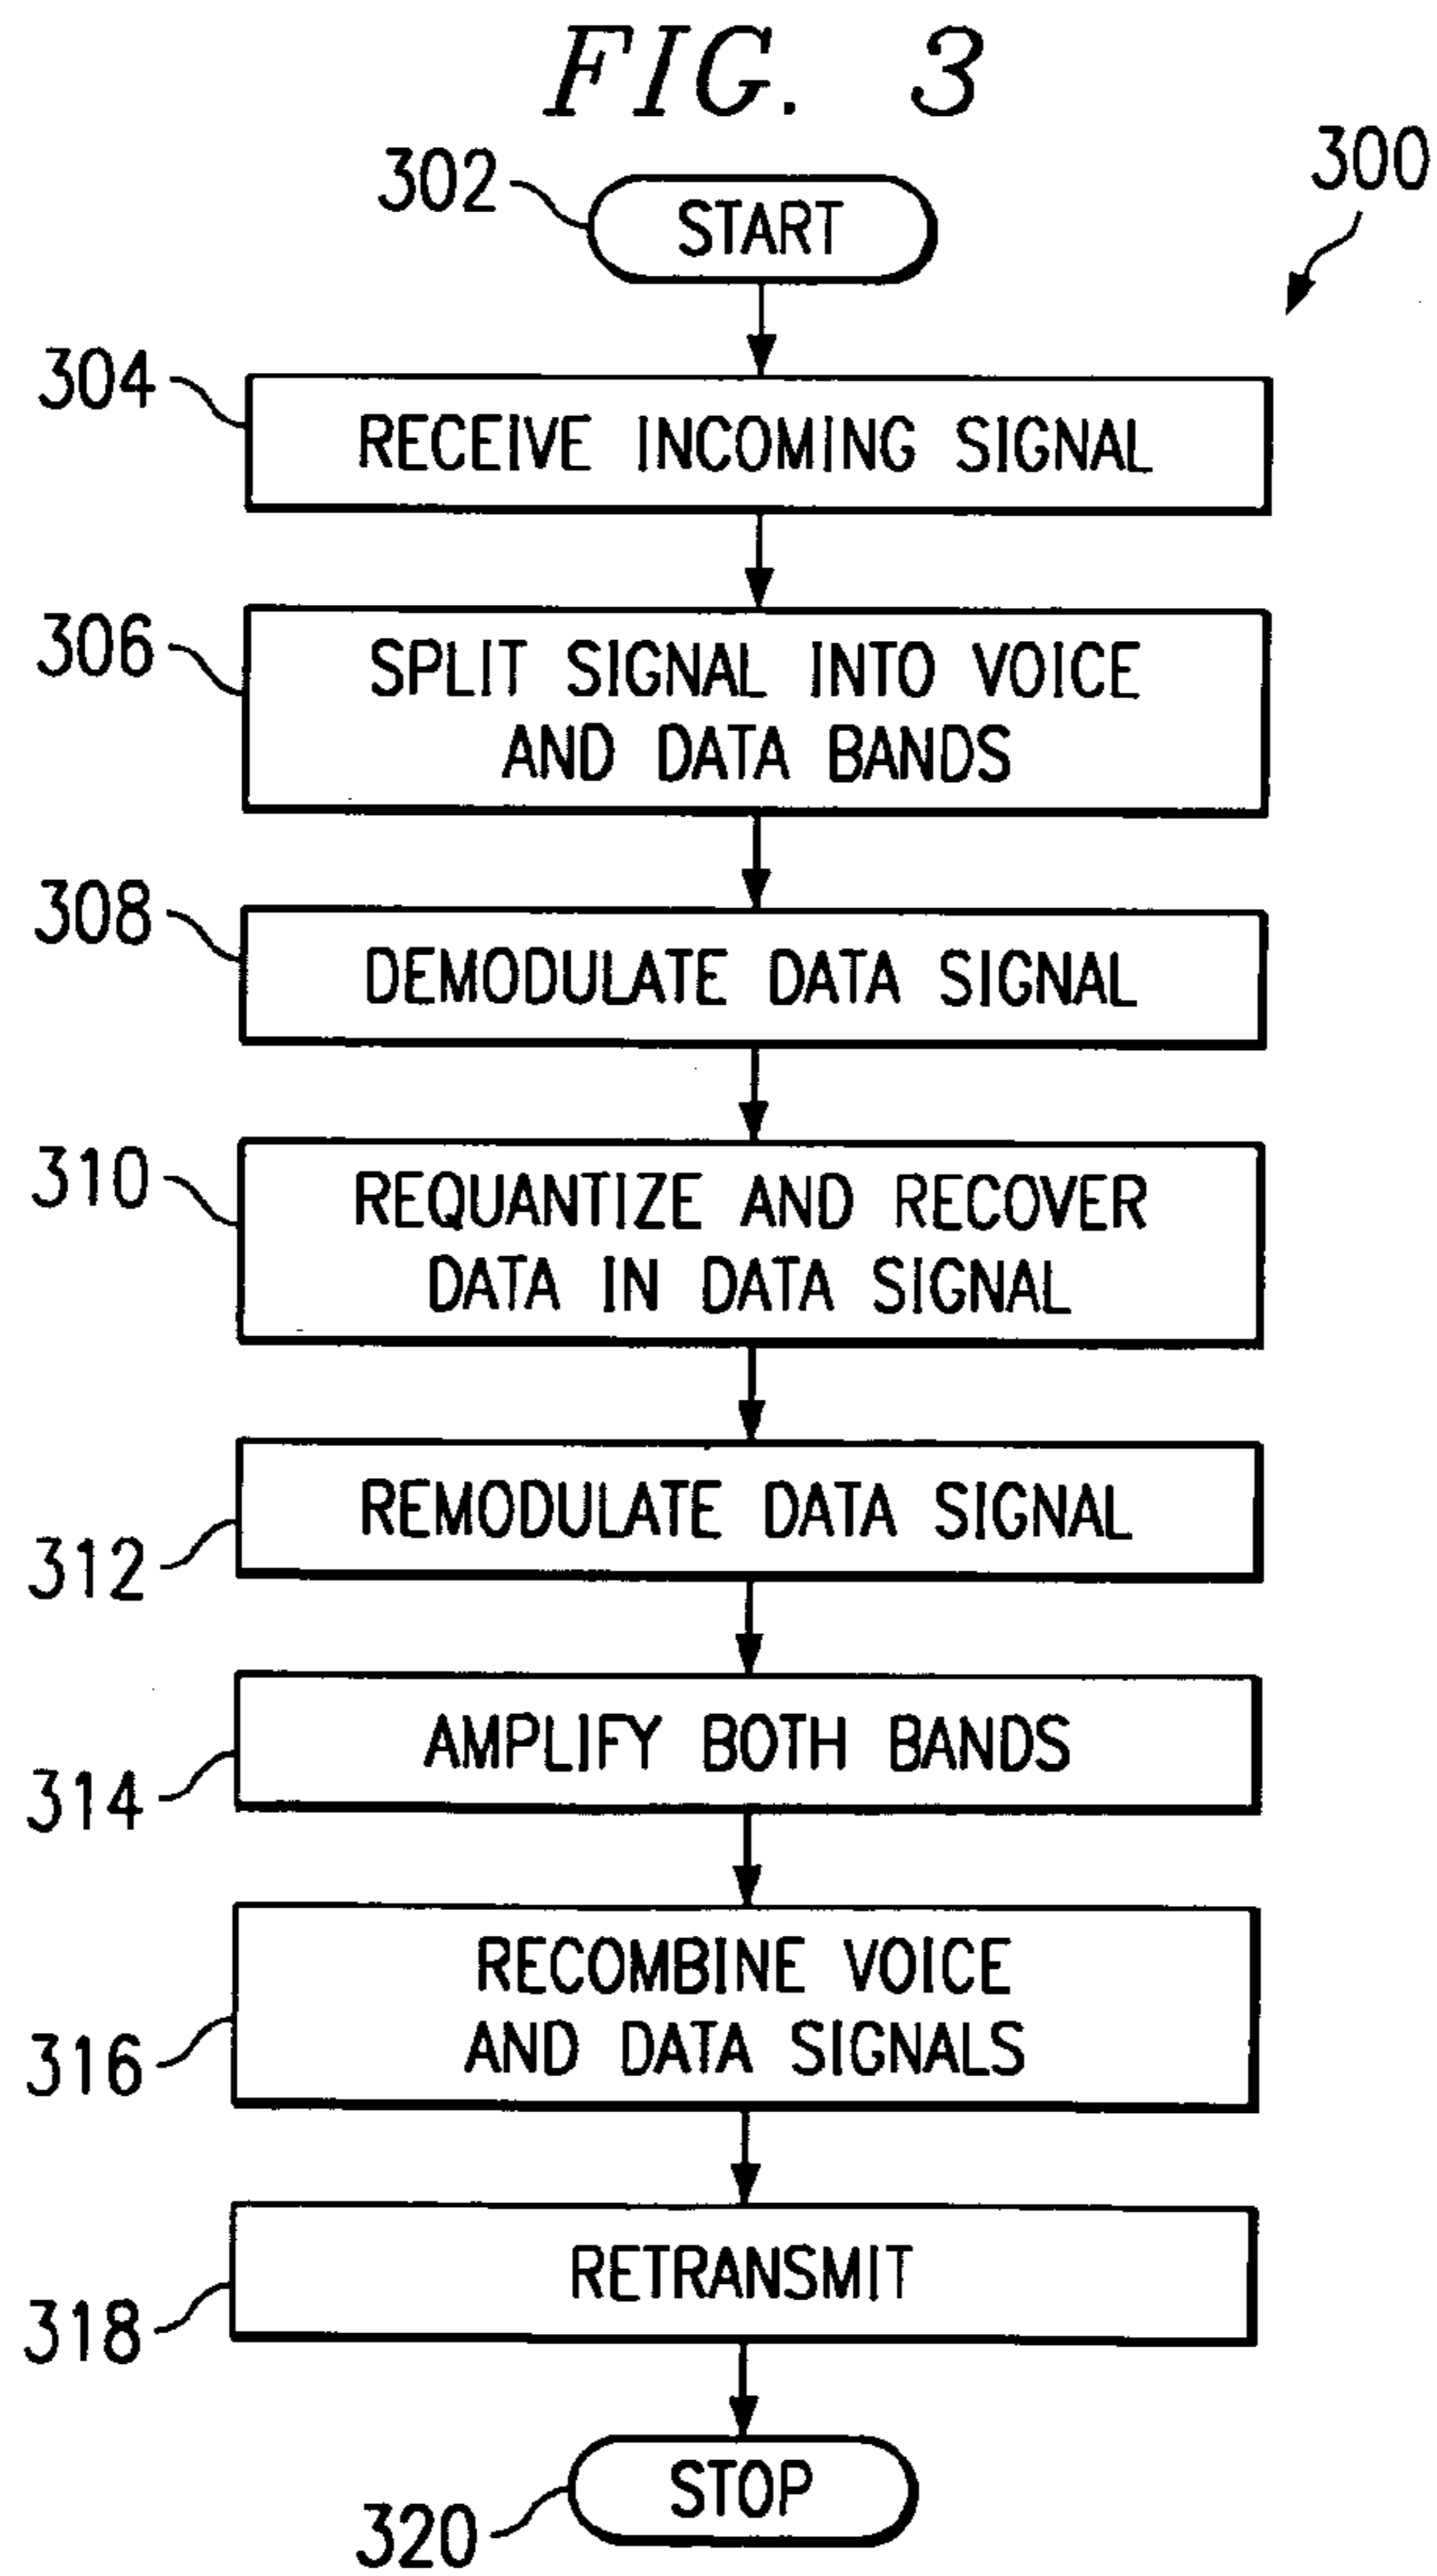 FIG. 3
300
302
START
304
RECEIVE INCOMING SIGNAL
306
SPLIT SIGNAL INTO VOICE
AND DATA BANDS
308
DEMODULATE DATA SIGNAL
310
REQUANTIZE AND RECOVER
DATA IN DATA SIGNAL
312
REMODULATE DATA SIGNAL
314
AMPLIFY BOTH BANDS
316
RECOMBINE VOICE
AND DATA SIGNALS
318
RETRANSMIT
320
STOP